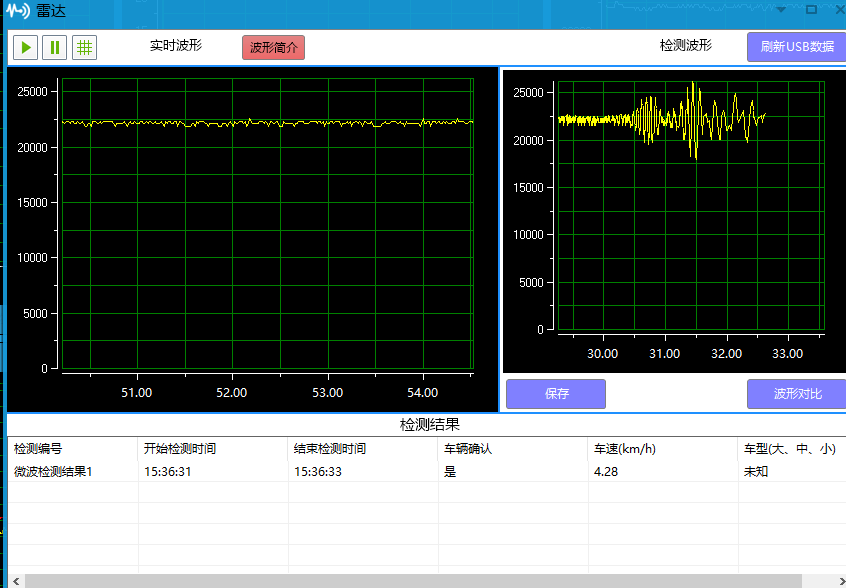 雷达
实时波形 波形简介 检测波形 刷新USB数据
25000
20000
15000
10000
5000
0
51.00 52.00 53.00 54.00
25000
20000
15000
10000
5000
0
30.00 31.00 32.00 33.00
保存 波形对比
检测结果
检测编号 开始检测时间 结束检测时间 车辆确认 车速(km/h) 车型(大、中、小)
微波检测结果1 15:36:31 15:36:33 是 4.28 未知